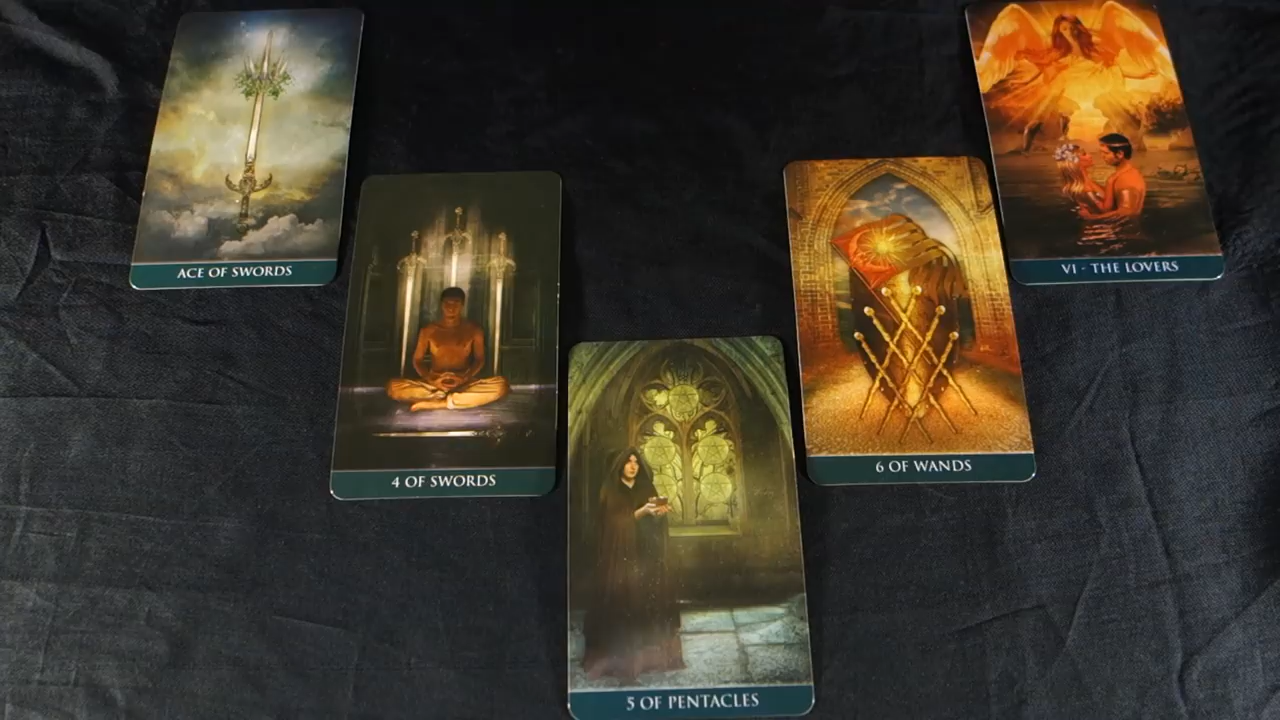 ACE OF SWORDS
4 OF SWORDS
5 OF PENTACLES
6 OF WANDS
VI - THE LOVERS